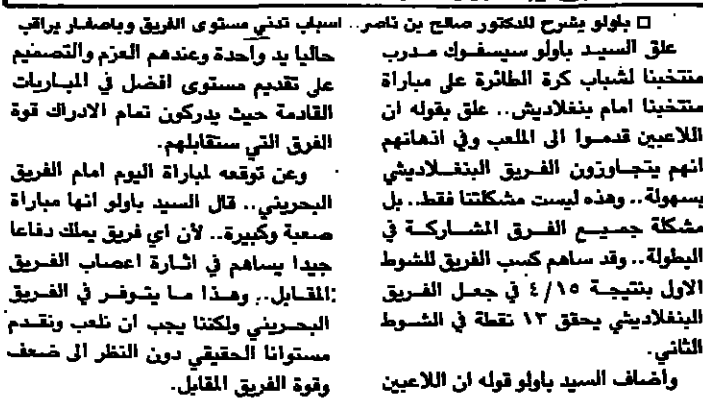 □ باولو يشرح للدكتور صالح بن ناصر.. اسباب تدني مستوى الفريق وباصفار يراقب
علق السيد باولو سيسفوك مدرب
منتخبنا لشباب كرة الطائرة على مباراة
منتخبنا امام بنغلاديش.. علق بقوله ان
اللاعبين قدموا الى الملعب وفي اذهانهم
انهم يتجاوزون الفريق البنغلاديشي
بسهولة.. وهذه ليست مشكلتنا فقط.. بل
مشكلة جميع الفرق المشاركة في
البطولة.. وقد ساهم كسب الفريق للشوط
الاول بنتيجة ٤/١٥ في جعل الفريق
البنغلاديشي يحقق ١٣ نقطة في الشوط
الثاني.
واضاف السيد باولو قوله ان اللاعبين
حاليا يد واحدة وعندهم العزم والتصميم
على تقديم مستوى افضل في المباريات
القادمة حيث يدركون تمام الادراك قوة
الفرق التي ستقابلهم.
وعن توقعه لمباراة اليوم امام الفريق
البحريني.. قال السيد باولو انها مباراة
صعبة وكبيرة.. لأن اي فريق يملك دفاعا
جيدا يساهم في اثارة اعصاب الفريق
المقابل.. وهذا ما يتوفر في الفريق
البحريني ولكننا يجب ان نلعب ونقدم
مستوانا الحقيقي دون النظر الى ضعف
وقوة الفريق المقابل.